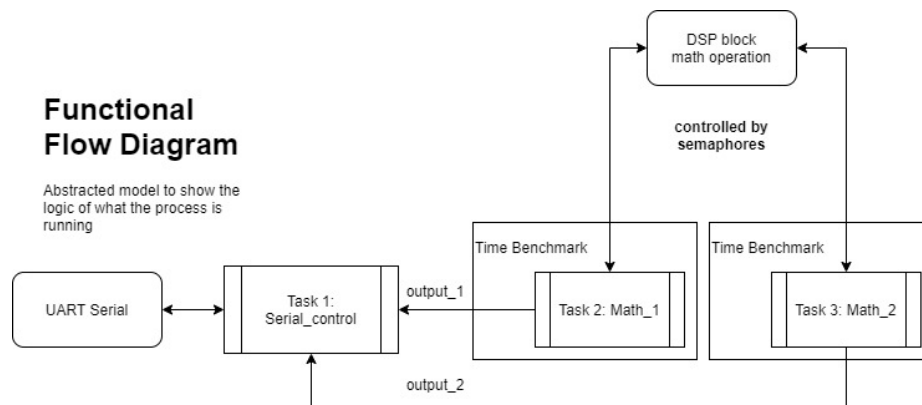 DSP block
math operation
Functional
Flow Diagram
controlled by
semaphores
Abstracted model to show the
logic of what the process is
running
Time Benchmark
Time Benchmark
UART Serial
Task 1:
Serial_control
output_1
Task 2: Math_1
Task 3: Math_2
output_2